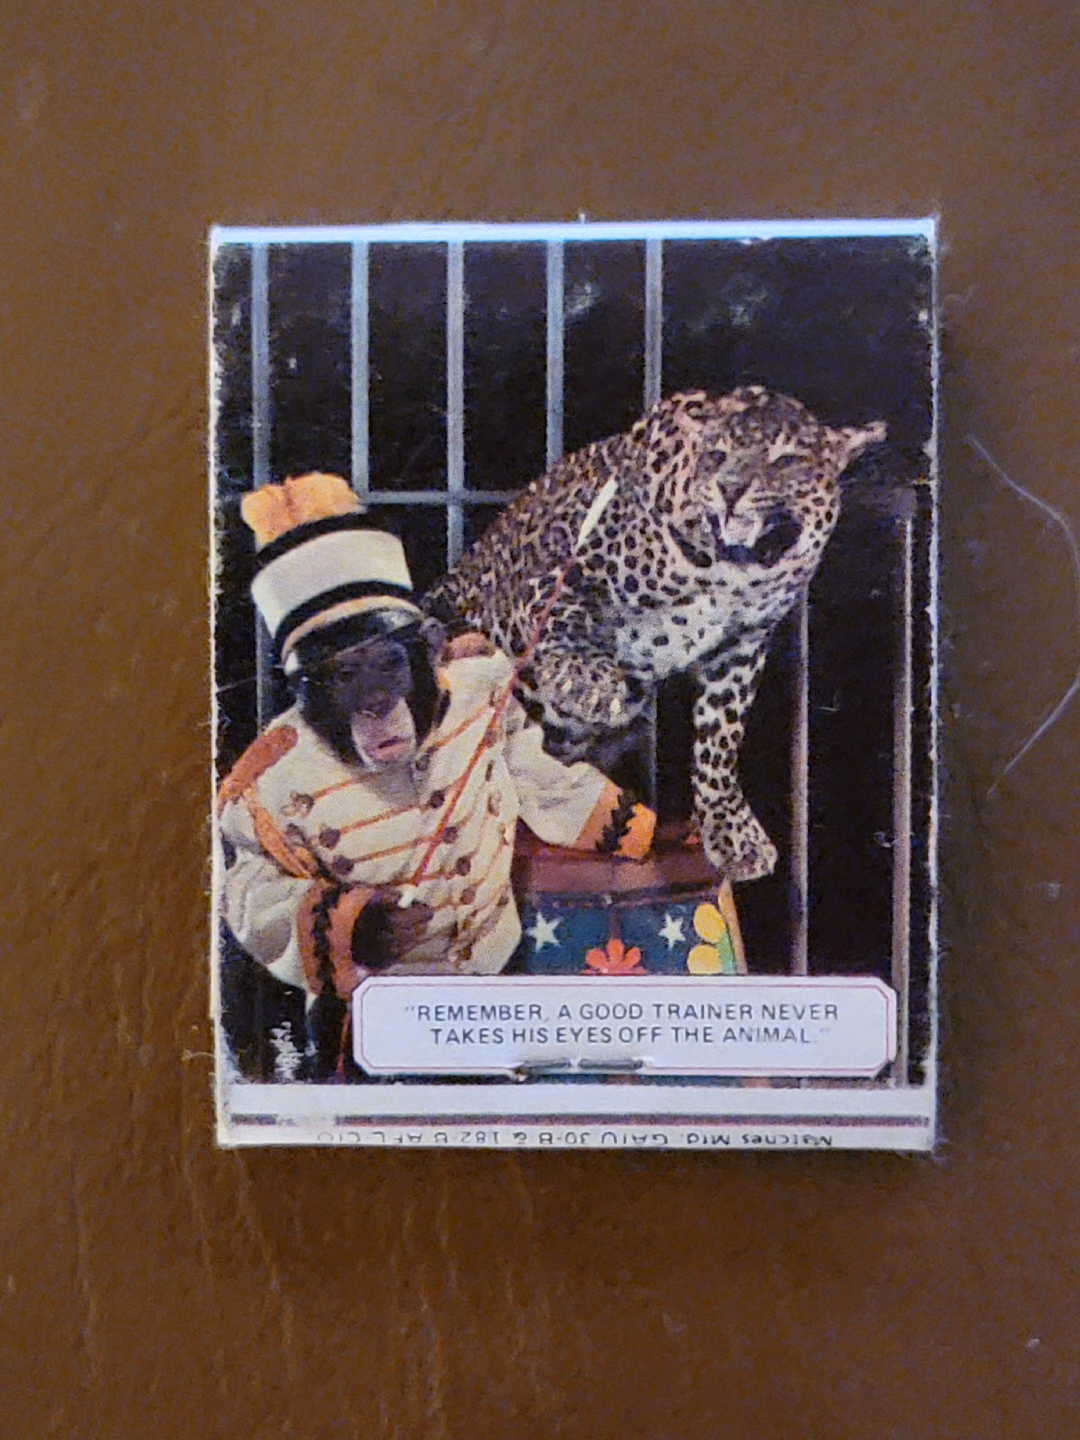 "REMEMBER, A GOOD TRAINER NEVER
TAKES HIS EYES OFF THE ANIMAL."
Matches Mfd. GAIU 30-B & 182-B AFL-CIO